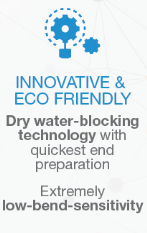 INNOVATIVE &
ECO FRIENDLY
Dry water-blocking
technology with
quickest end
preparation
Extremely
low-bend-sensitivity